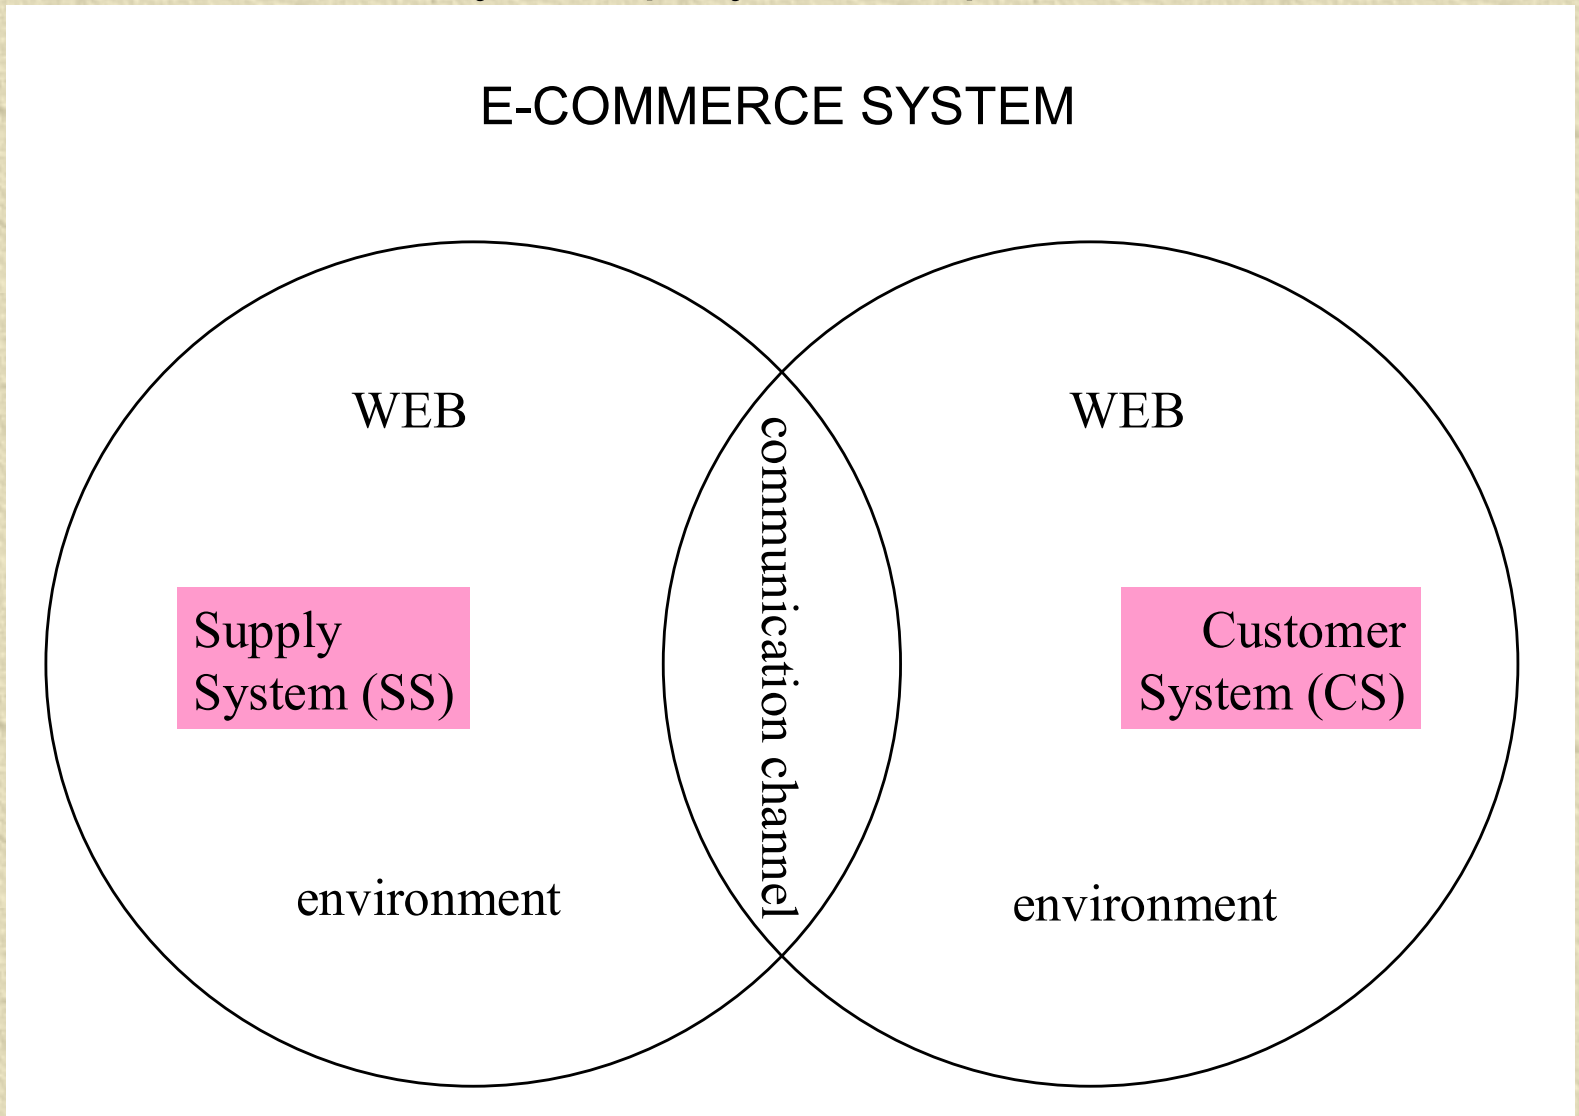 E-COMMERCE SYSTEM
WEB
Supply
System (SS)
environment
communication channel
WEB
Customer
System (CS)
environment